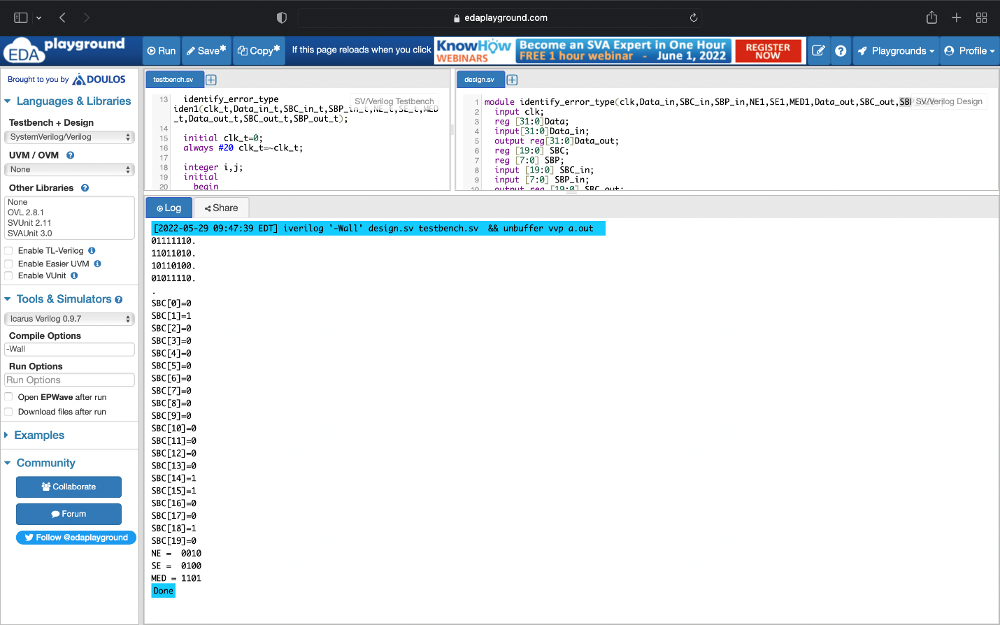 edaplayground.com
EDA playground
Run
Save*
Copy*
If this page reloads when you click
KnowHow WEBINARS
Become an SVA Expert in One Hour
FREE 1 hour webinar - June 1, 2022
REGISTER NOW
Playgrounds
Profile
Brought to you by DOULOS
Languages & Libraries
Testbench + Design
SystemVerilog/Verilog
UVM / OVM
None
Other Libraries
None
OVL 2.8.1
SVUnit 2.11
SVAUnit 3.0
Enable TL-Verilog
Enable Easier UVM
Enable VUnit
Tools & Simulators
Icarus Verilog 0.9.7
Compile Options
-Wall
Run Options
Run Options
Open EPWave after run
Download files after run
Examples
Community
Collaborate
Forum
Follow @edaplayground
testbench.sv
SV/Verilog Testbench
13 identify_error_type
iden1(clk_t,Data_in_t,SBC_in_t,SBP_in_t,NE_t,SE_t,MED
_t,Data_out_t,SBC_out_t,SBP_out_t);
14
15 initial clk_t=0;
16 always #20 clk_t=~clk_t;
17
18 integer i,j;
19 initial
20 begin
design.sv
SV/Verilog Design
1 module identify_error_type(clk,Data_in,SBC_in,SBP_in,NE1,SE1,MED1,Data_out,SBC_out,SBP
2 input clk;
3 reg [31:0]Data;
4 input[31:0]Data_in;
5 output reg[31:0]Data_out;
6 reg [19:0] SBC;
7 reg [7:0] SBP;
8 input [19:0] SBC_in;
9 input [7:0] SBP_in;
10 output reg [19:0] SBC_out;
Log
Share
[2022-05-29 09:47:39 EDT] iverilog '-Wall' design.sv testbench.sv && unbuffer vvp a.out
01111110.
11011010.
10110100.
01011110.
.
SBC[0]=0
SBC[1]=1
SBC[2]=0
SBC[3]=0
SBC[4]=0
SBC[5]=0
SBC[6]=0
SBC[7]=0
SBC[8]=0
SBC[9]=0
SBC[10]=0
SBC[11]=0
SBC[12]=0
SBC[13]=0
SBC[14]=1
SBC[15]=1
SBC[16]=0
SBC[17]=0
SBC[18]=1
SBC[19]=0
NE = 0010
SE = 0100
MED = 1101
Done